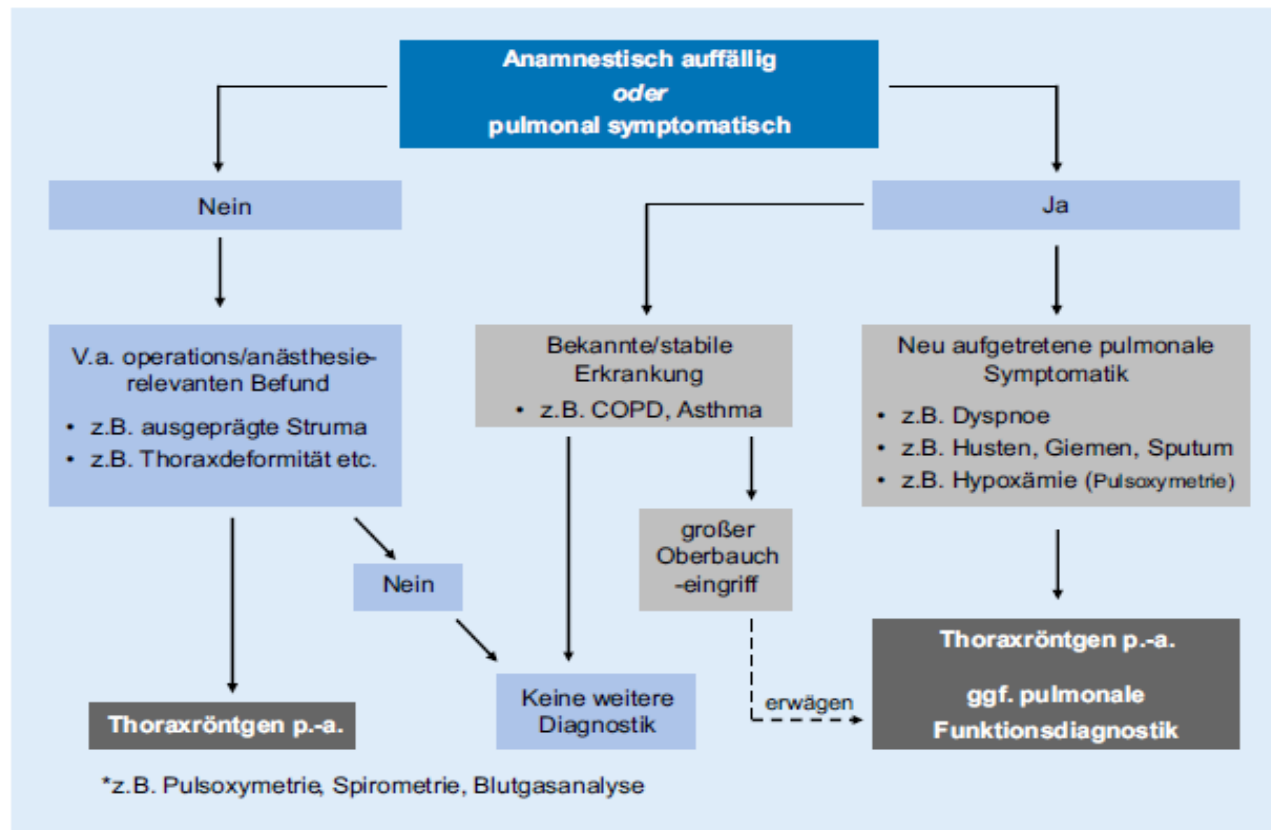 Anamnestisch auffällig
oder
pulmonal symptomatisch
Nein
Ja
V.a. operations/anästhesie-
relevanten Befund
• z.B. ausgeprägte Struma
• z.B. Thoraxdeformität etc.
Bekannte/stabile
Erkrankung
• z.B. COPD, Asthma
Neu aufgetretene pulmonale
Symptomatik
• z.B. Dyspnoe
• z.B. Husten, Giemen, Sputum
• z.B. Hypoxämie (Pulsoxymetrie)
großer
Oberbauch
-eingriff
Nein
Thoraxröntgen p.-a.
Keine weitere
Diagnostik
erwägen
Thoraxröntgen p.-a.
ggf. pulmonale
Funktionsdiagnostik
*z.B. Pulsoxymetrie, Spirometrie, Blutgasanalyse